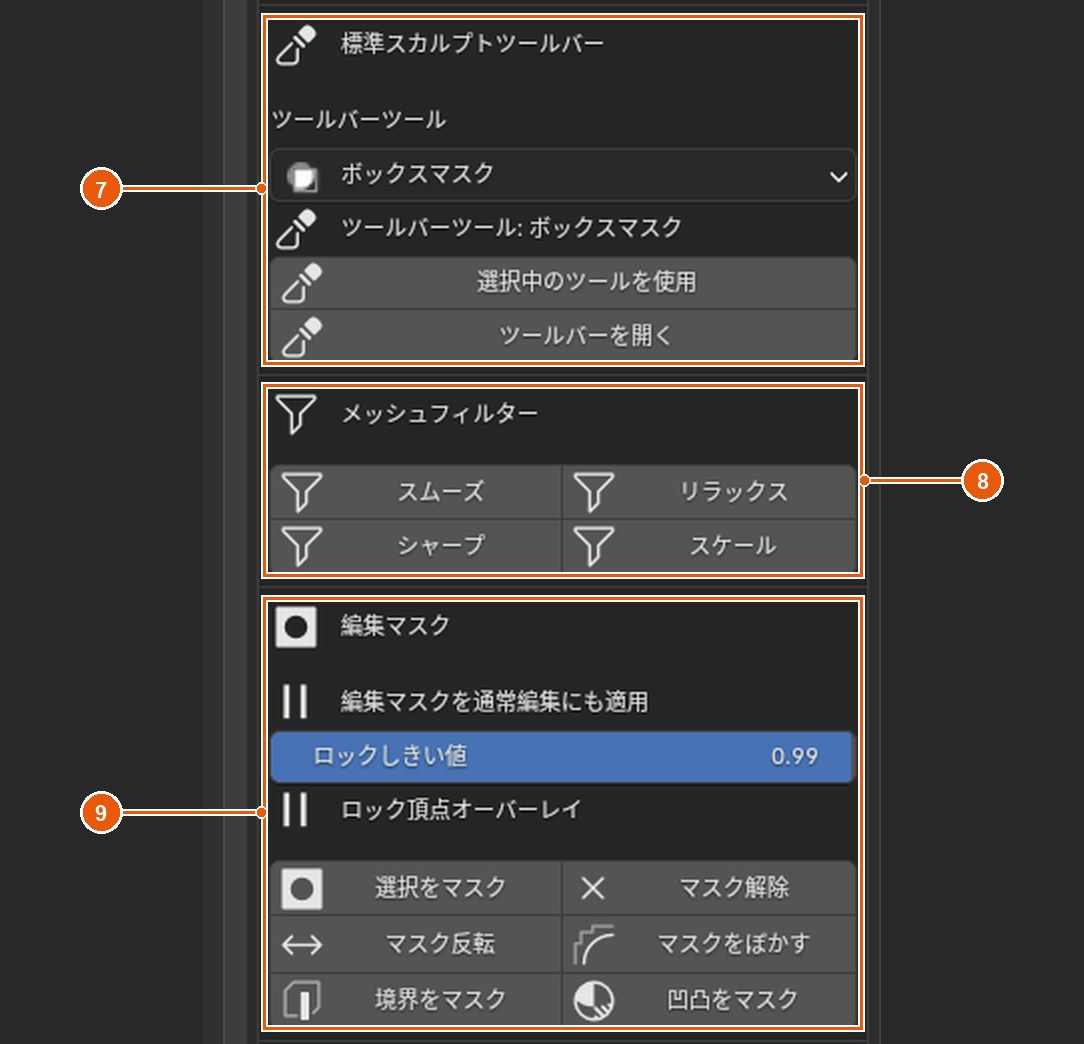 標準スカルプトツールバー
ツールバーツール
7
ボックスマスク
ツールバーツール: ボックスマスク
選択中のツールを使用
ツールバーを開く
メッシュフィルター
8
スムーズ リラックス
シャープ スケール
編集マスク
編集マスクを通常編集にも適用
ロックしきい値 0.99
9
ロック頂点オーバーレイ
選択をマスク マスク解除
マスク反転 マスクをぼかす
境界をマスク 凹凸をマスク